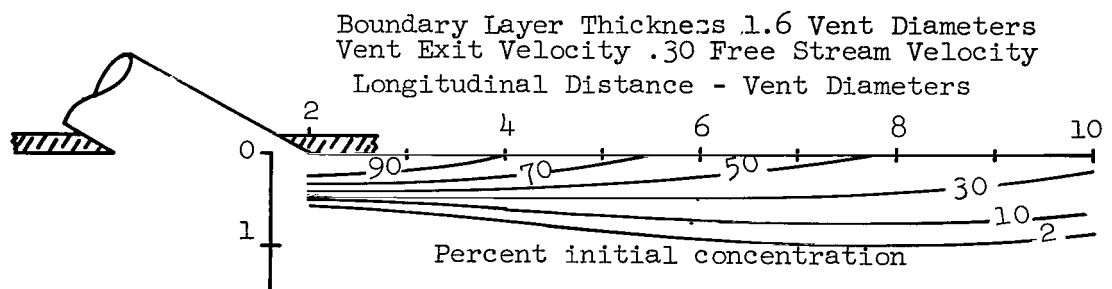 Boundary Layer Thickness 1.6 Vent Diameters
Vent Exit Velocity .30 Free Stream Velocity
Longitudinal Distance - Vent Diameters
2 4 6 8 10
0
90 70 50 30
10
2
1
Percent initial concentration